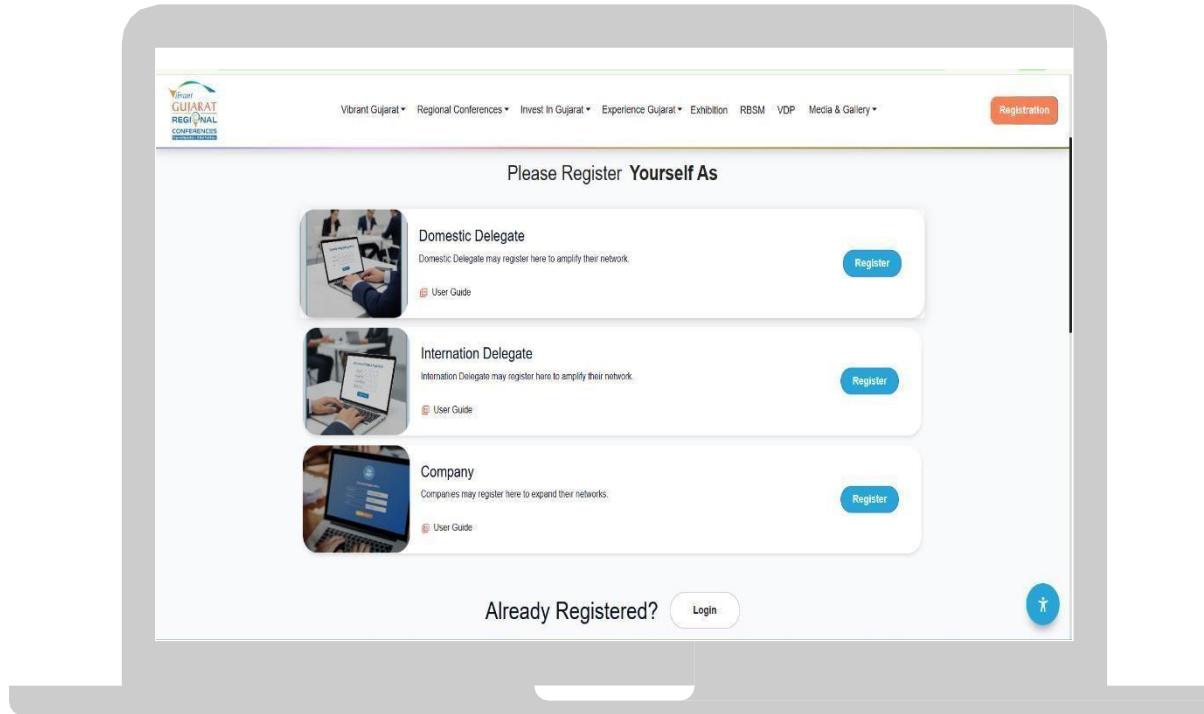 Vibrant
GUJARAT
REGIONAL
CONFERENCES
Vibrant Gujarat
Regional Conferences
Invest In Gujarat
Experience Gujarat
Exhibition
RBSM
VDP
Media & Gallery
Registration
Please Register Yourself As
Domestic Delegate
Domestic Delegate may register here to amplify their network.
User Guide
Register
Internation Delegate
Internation Delegate may register here to amplify their network.
User Guide
Register
Company
Companies may register here to expand their networks.
User Guide
Register
Already Registered?
Login